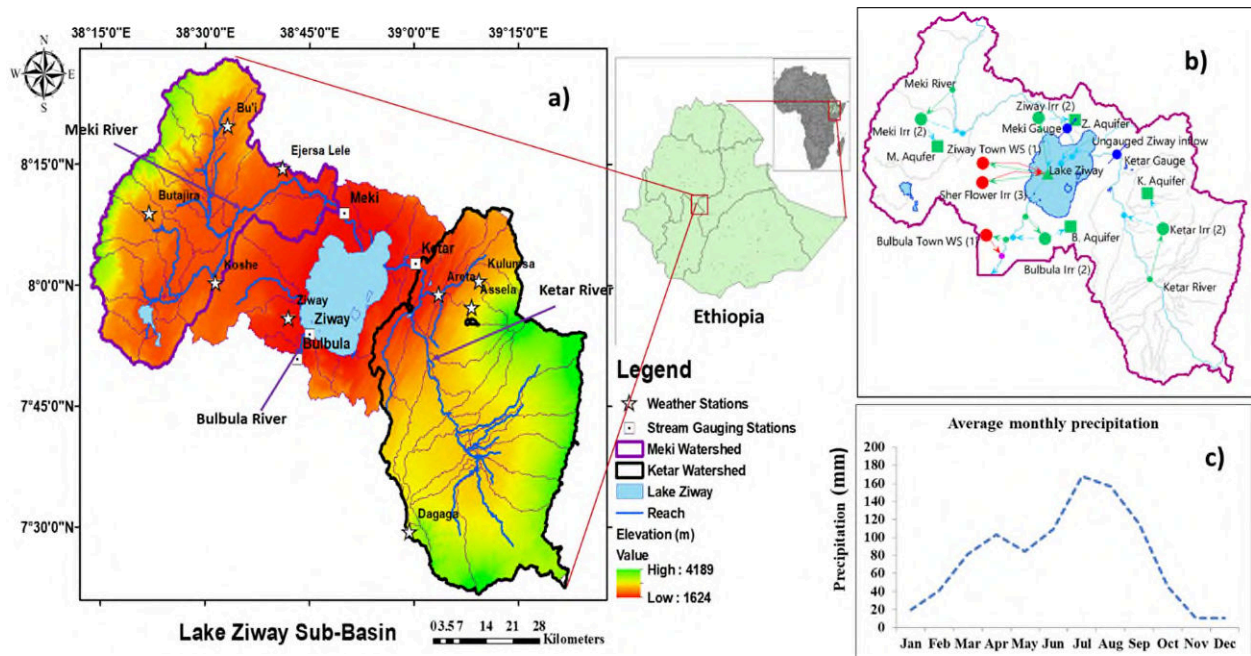 38°15'0"E 38°30'0"E 38°45'0"E 39°0'0"E 39°15'0"E
N
W E
S
a)
Bu'i
Meki River
Ejersa Lele
8°15'0"N
Butajira
Meki
Ketar
Kulumsa
Koshe
Areta
Assela
8°0'0"N
Ketar River
Ziway
Ziway
Bulbula
7°45'0"N
Bulbula River
Dagaga
7°30'0"N
Lake Ziway Sub-Basin
0 3.5 7 14 21 28
Kilometers
Ethiopia
Legend
Weather Stations
Stream Gauging Stations
Meki Watershed
Ketar Watershed
Lake Ziway
Reach
Elevation (m)
Value
High : 4189
Low : 1624
b)
Meki River
Ziway Irr (2)
Meki Irr (2)
Meki Gauge
Z. Aquifer
M. Aqufer
Ziway Town WS (1)
Ungauged Ziway inflow
Ketar Gauge
Lake Ziway
K. Aquifer
Sher Flower Irr (3)
Ketar Irr (2)
Bulbula Town WS (1)
B. Aquifer
Bulbula Irr (2)
Ketar River
Average monthly precipitation
c)
Precipitation (mm)
200
180
160
140
120
100
80
60
40
20
0
Jan Feb Mar Apr May Jun Jul Aug Sep Oct Nov Dec